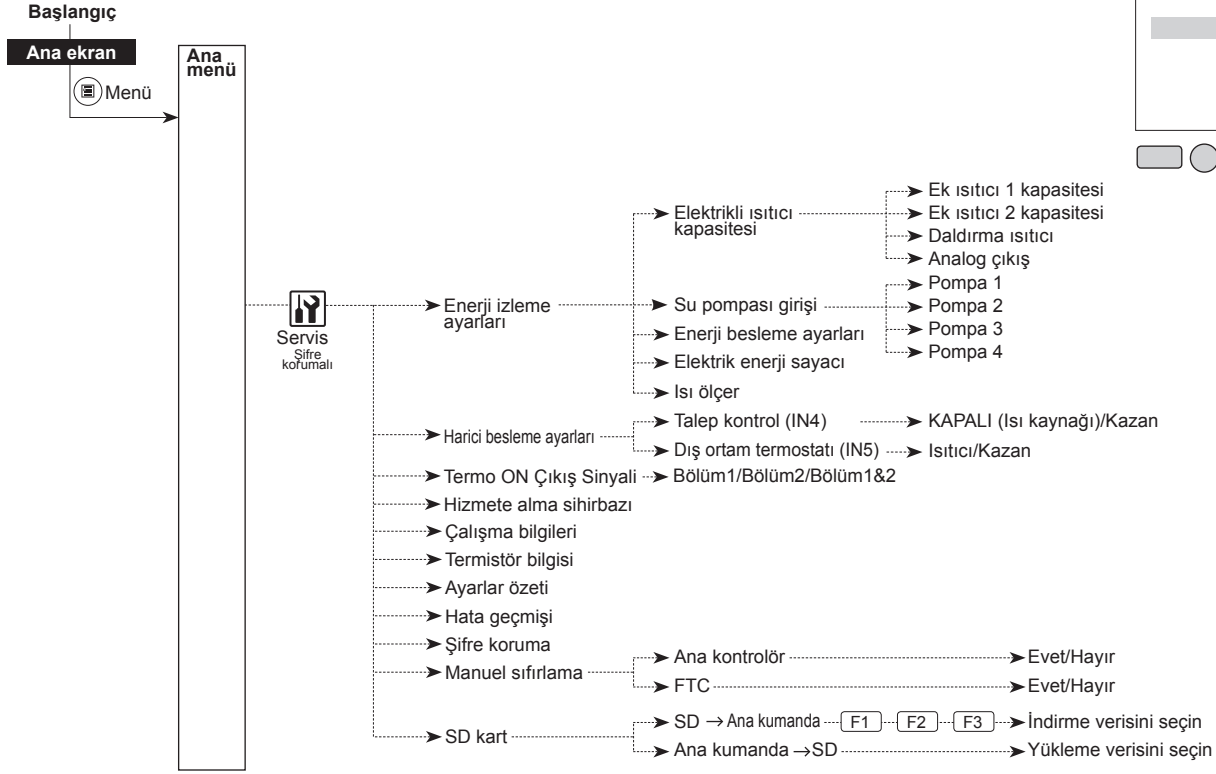 Başlangıç
Ana ekran
Menü
Ana
menü
Servis
Şifre
korumalı
Enerji izleme
ayarları
Elektrikli ısıtıcı
kapasitesi
Ek ısıtıcı 1 kapasitesi
Ek ısıtıcı 2 kapasitesi
Daldırma ısıtıcı
Analog çıkış
Su pompası girişi
Pompa 1
Pompa 2
Pompa 3
Pompa 4
Enerji besleme ayarları
Elektrik enerji sayacı
Isı ölçer
Harici besleme ayarları
Talep kontrol (IN4)
KAPALI (Isı kaynağı)/Kazan
Dış ortam termostatı (IN5)
Isıtıcı/Kazan
Termo ON Çıkış Sinyali
Bölüm1/Bölüm2/Bölüm1&2
Hizmete alma sihirbazı
Çalışma bilgileri
Termistör bilgisi
Ayarlar özeti
Hata geçmişi
Şifre koruma
Manuel sıfırlama
Ana kontrolör
Evet/Hayır
FTC
Evet/Hayır
SD kart
SD → Ana kumanda F1 F2 F3 İndirme verisini seçin
Ana kumanda →SD Yükleme verisini seçin